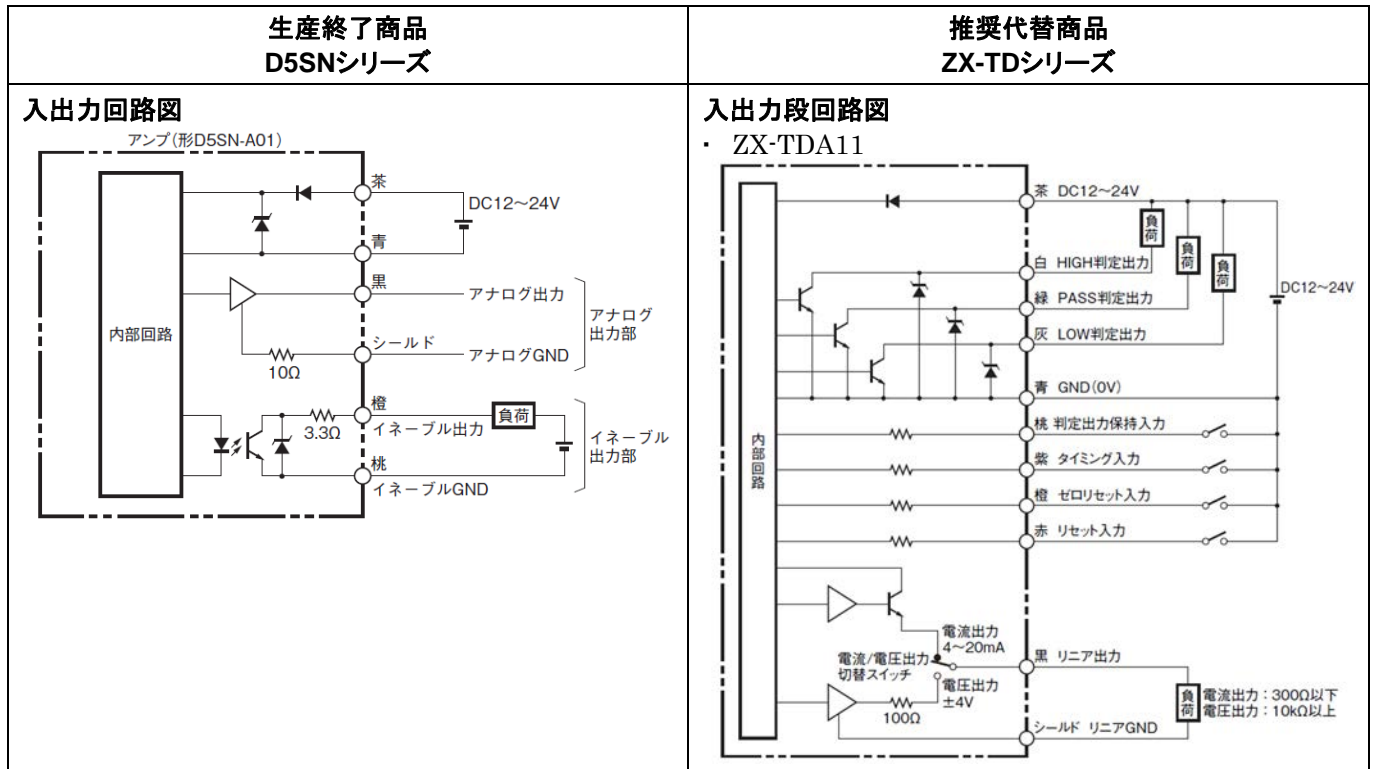 生産終了商品
D5SNシリーズ
推奨代替商品
ZX-TDシリーズ
入出力回路図
アンプ(形D5SN-A01)
内部回路
茶
DC12～24V
青
黒
アナログ出力
アナログ
出力部
シールド
アナログGND
10Ω
橙
3.3Ω
イネーブル出力
負荷
イネーブル
出力部
桃
イネーブルGND
入出力段回路図
・ ZX-TDA11
内部回路
茶 DC12～24V
負荷
負荷
負荷
白 HIGH判定出力
緑 PASS判定出力
DC12～24V
灰 LOW判定出力
青 GND(0V)
桃 判定出力保持入力
紫 タイミング入力
橙 ゼロリセット入力
赤 リセット入力
電流出力
4～20mA
電流/電圧出力
切替スイッチ
電圧出力
±4V
100Ω
黒 リニア出力
負荷
電流出力：300Ω以下
電圧出力：10kΩ以上
シールド リニアGND